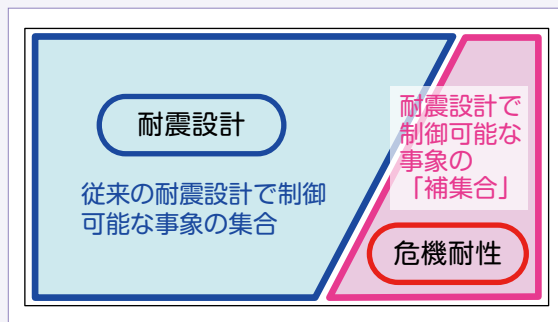 耐震設計
従来の耐震設計で制御
可能な事象の集合
耐震設計で
制御可能な
事象の
「補集合」
危機耐性